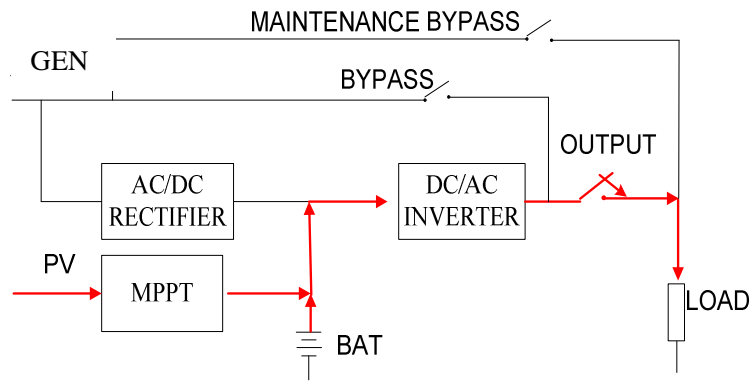 MAINTENANCE BYPASS
GEN
BYPASS
OUTPUT
AC/DC
RECTIFIER
DC/AC
INVERTER
PV
MPPT
BAT
LOAD